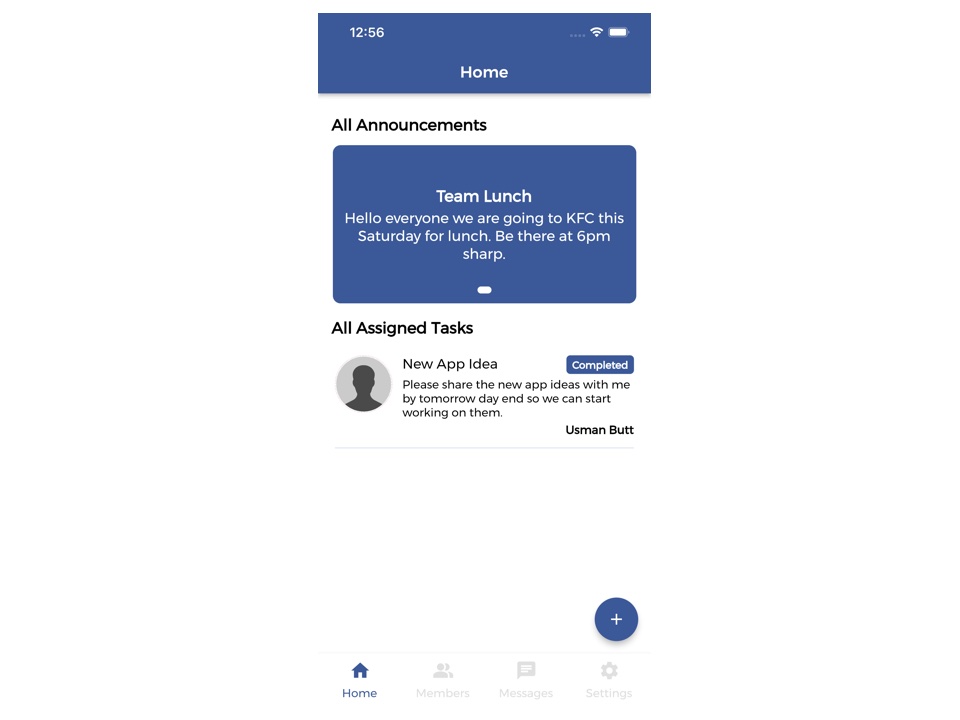 12:56
Home
All Announcements
Team Lunch
Hello everyone we are going to KFC this
Saturday for lunch. Be there at 6pm
sharp.
All Assigned Tasks
New App Idea
Completed
Please share the new app ideas with me
by tomorrow day end so we can start
working on them.
Usman Butt
+
Home Members Messages Settings